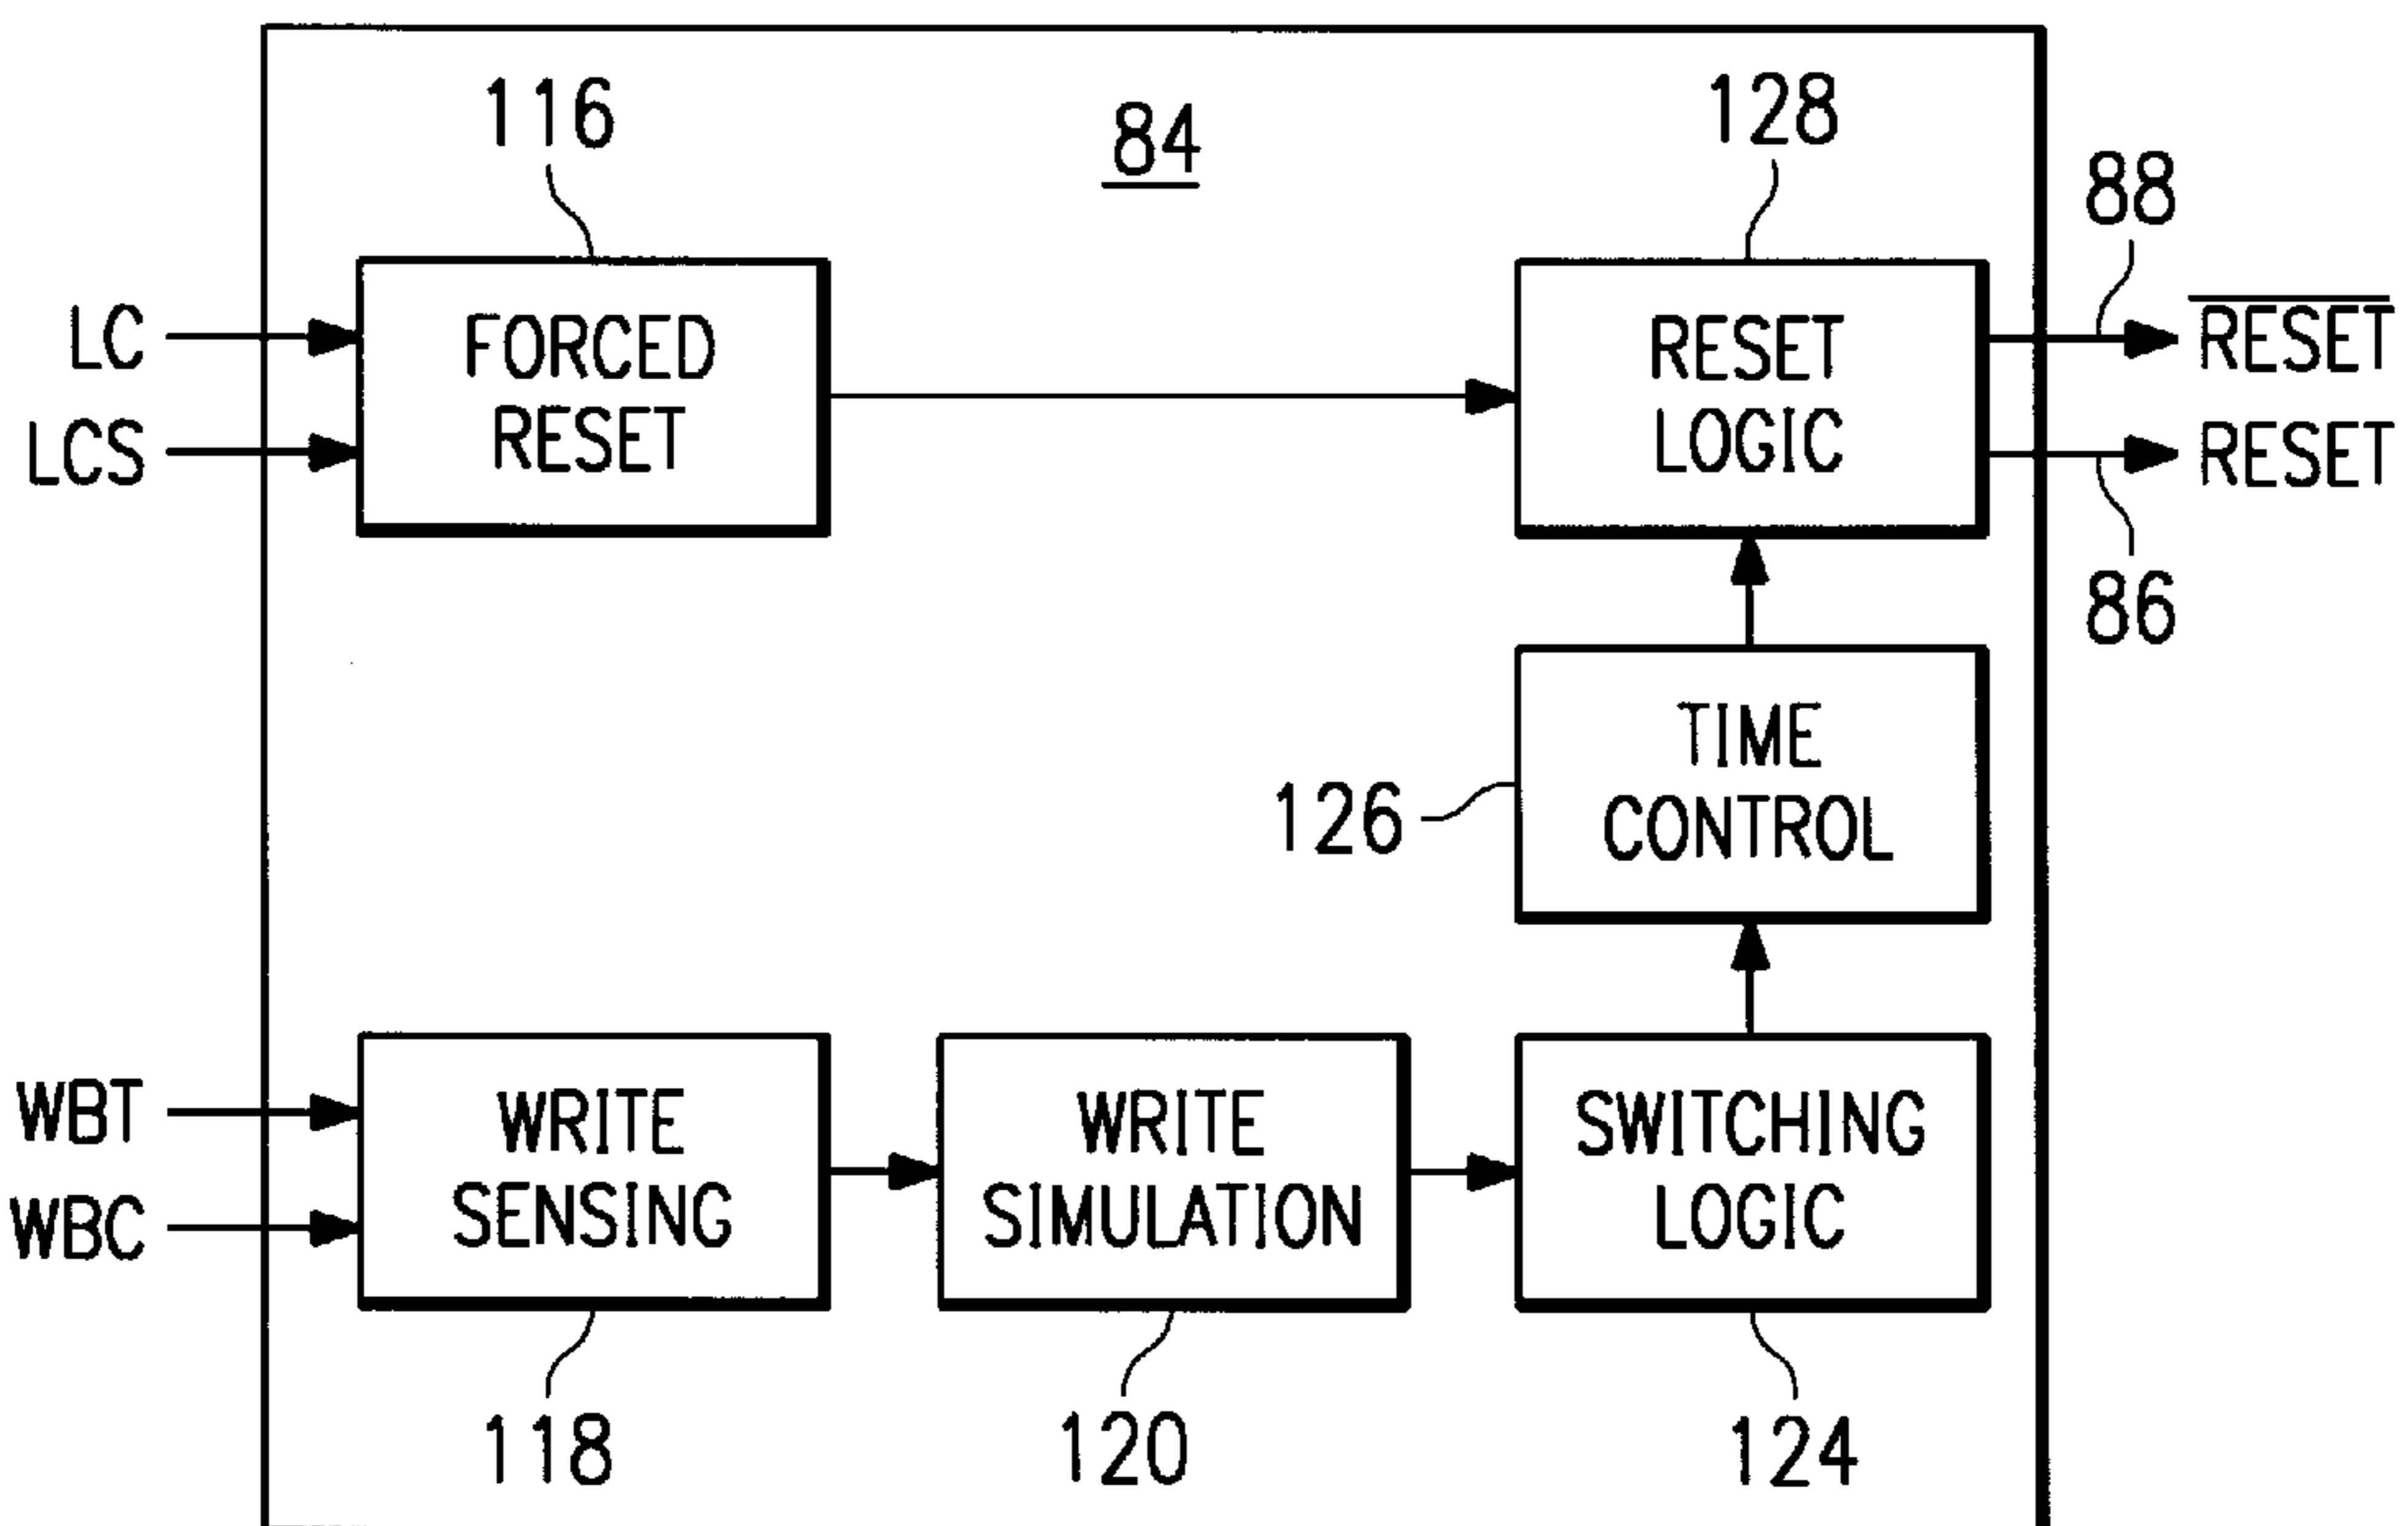 116
84
128
88
LC
FORCED
RESET
RESET
LOGIC
R̅E̅S̅E̅T̅
LCS
RESET
86
TIME
CONTROL
126
WBT
WRITE
SENSING
WRITE
SIMULATION
SWITCHING
LOGIC
WBC
118
120
124